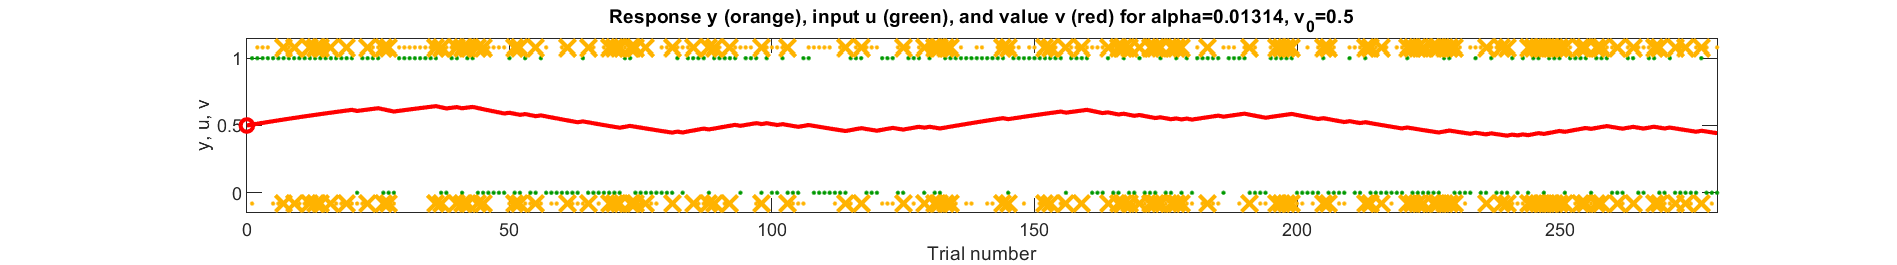 Response y (orange), input u (green), and value v (red) for alpha=0.01314, v0=0.5
y, u, v
1
0.5
0
0 50 100 150 200 250
Trial number